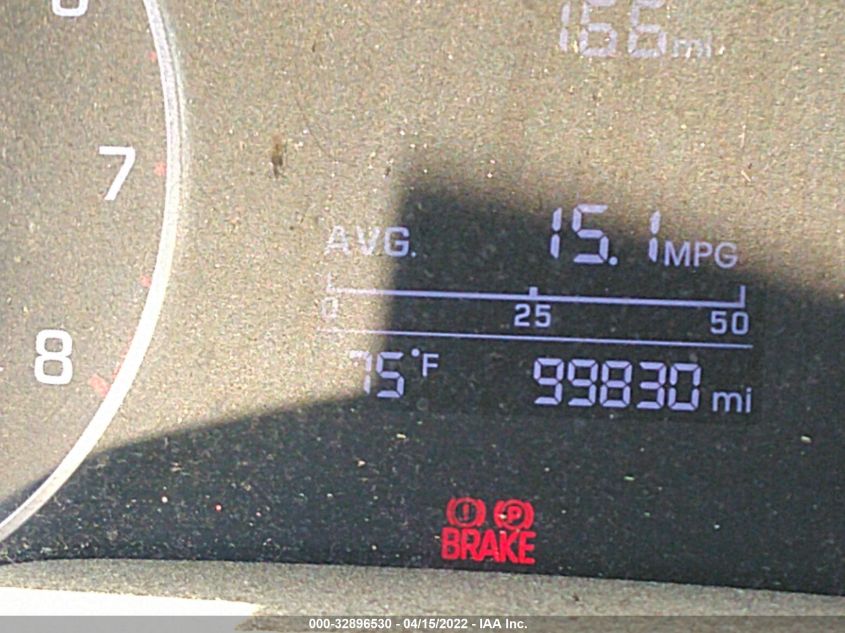 6
166 mi
7
AVG. 15.1 MPG
0 25 50
8
75°F 99830 mi
(!) (P)
BRAKE
000-32896530 - 04/15/2022 - IAA Inc.